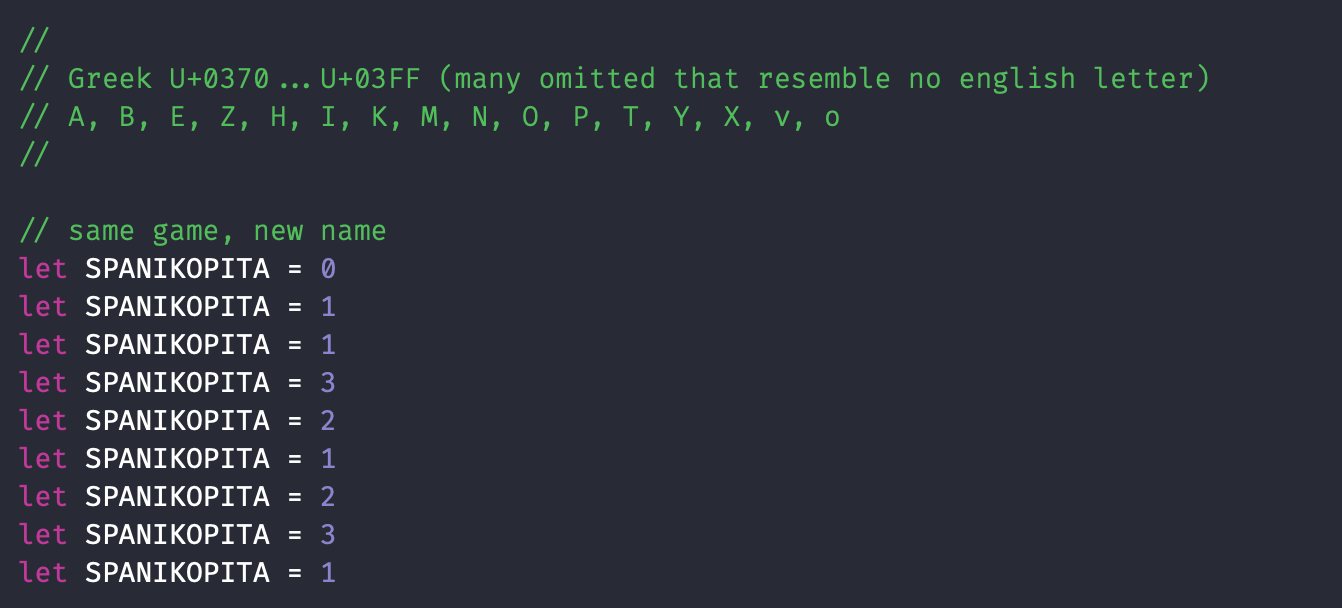 //
// Greek U+0370...U+03FF (many omitted that resemble no english letter)
// Α, Β, Ε, Ζ, Η, Ι, Κ, Μ, Ν, Ο, Ρ, Τ, Υ, Χ, ν, ο
//
// same game, new name
let SPANIKOPITA = 0
let SPANIKOPITA = 1
let SPANIKOPITA = 1
let SPANIKOPITA = 3
let SPANIKOPITA = 2
let SPANIKOPITA = 1
let SPANIKOPITA = 2
let SPANIKOPITA = 3
let SPANIKOPITA = 1